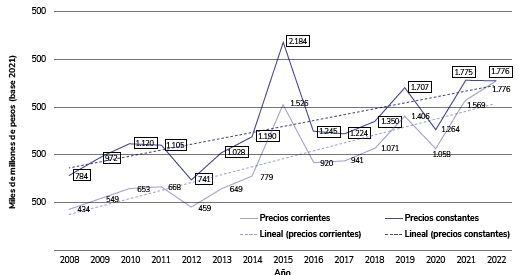 500
2.184
500
1.775 1.776
1.707 1.776
1.526 1.569
500
1.350 1.406
1.190 1.245 1.224 1.264
1.120 1.105
1.028 1.071 1.058
972
500
920 941
784 741 779
653 668 649
549
500
434 459
Precios corrientes Precios constantes
Lineal (precios corrientes) Lineal (precios constantes)
2008 2009 2010 2011 2012 2013 2014 2015 2016 2017 2018 2019 2020 2021 2022
Año
Miles de millones de pesos (base 2021)